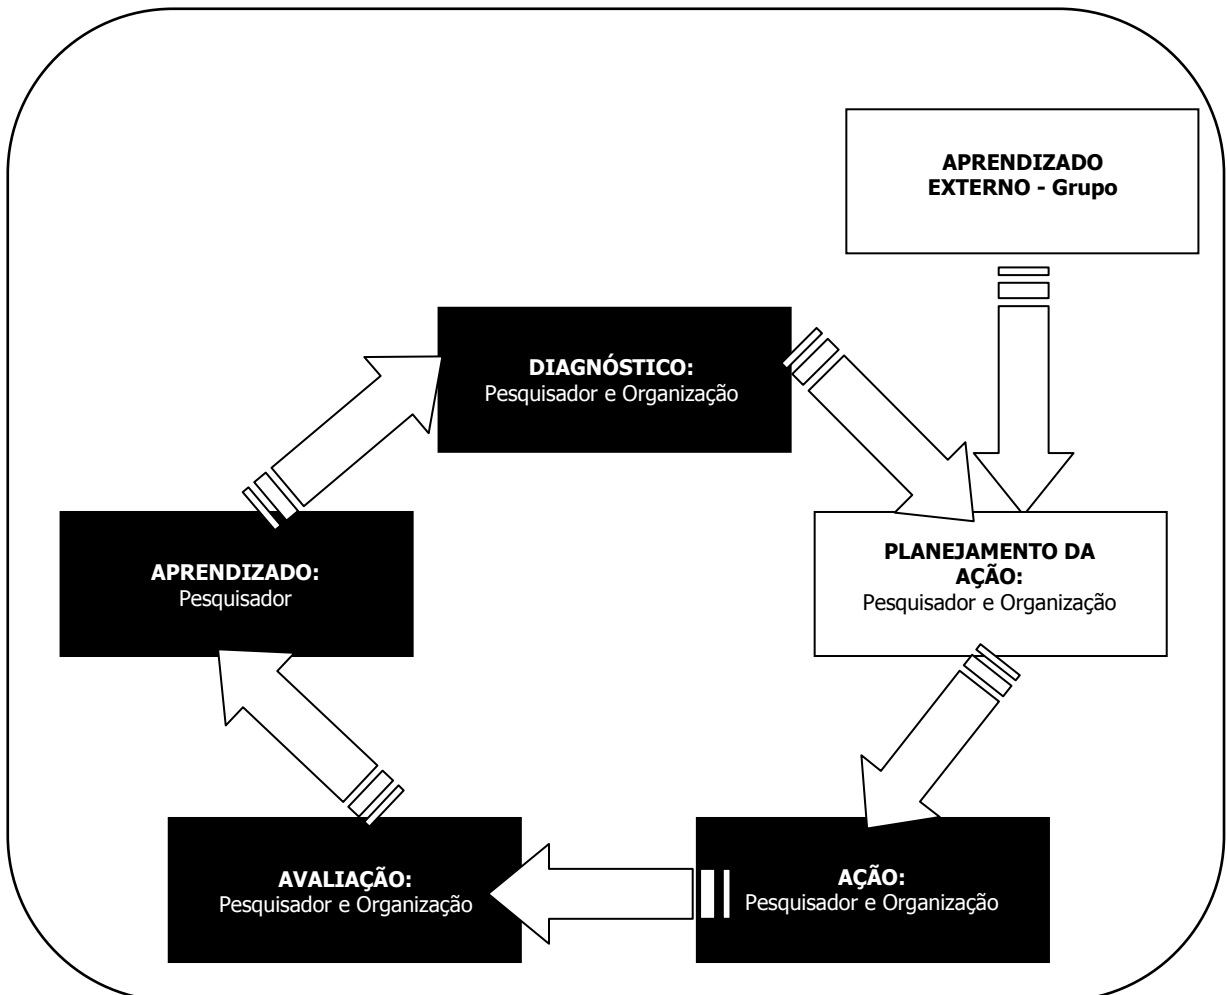 APRENDIZADO
EXTERNO - Grupo
DIAGNÓSTICO:
Pesquisador e Organização
PLANEJAMENTO DA
AÇÃO:
Pesquisador e Organização
APRENDIZADO:
Pesquisador
AVALIAÇÃO:
Pesquisador e Organização
AÇÃO:
Pesquisador e Organização